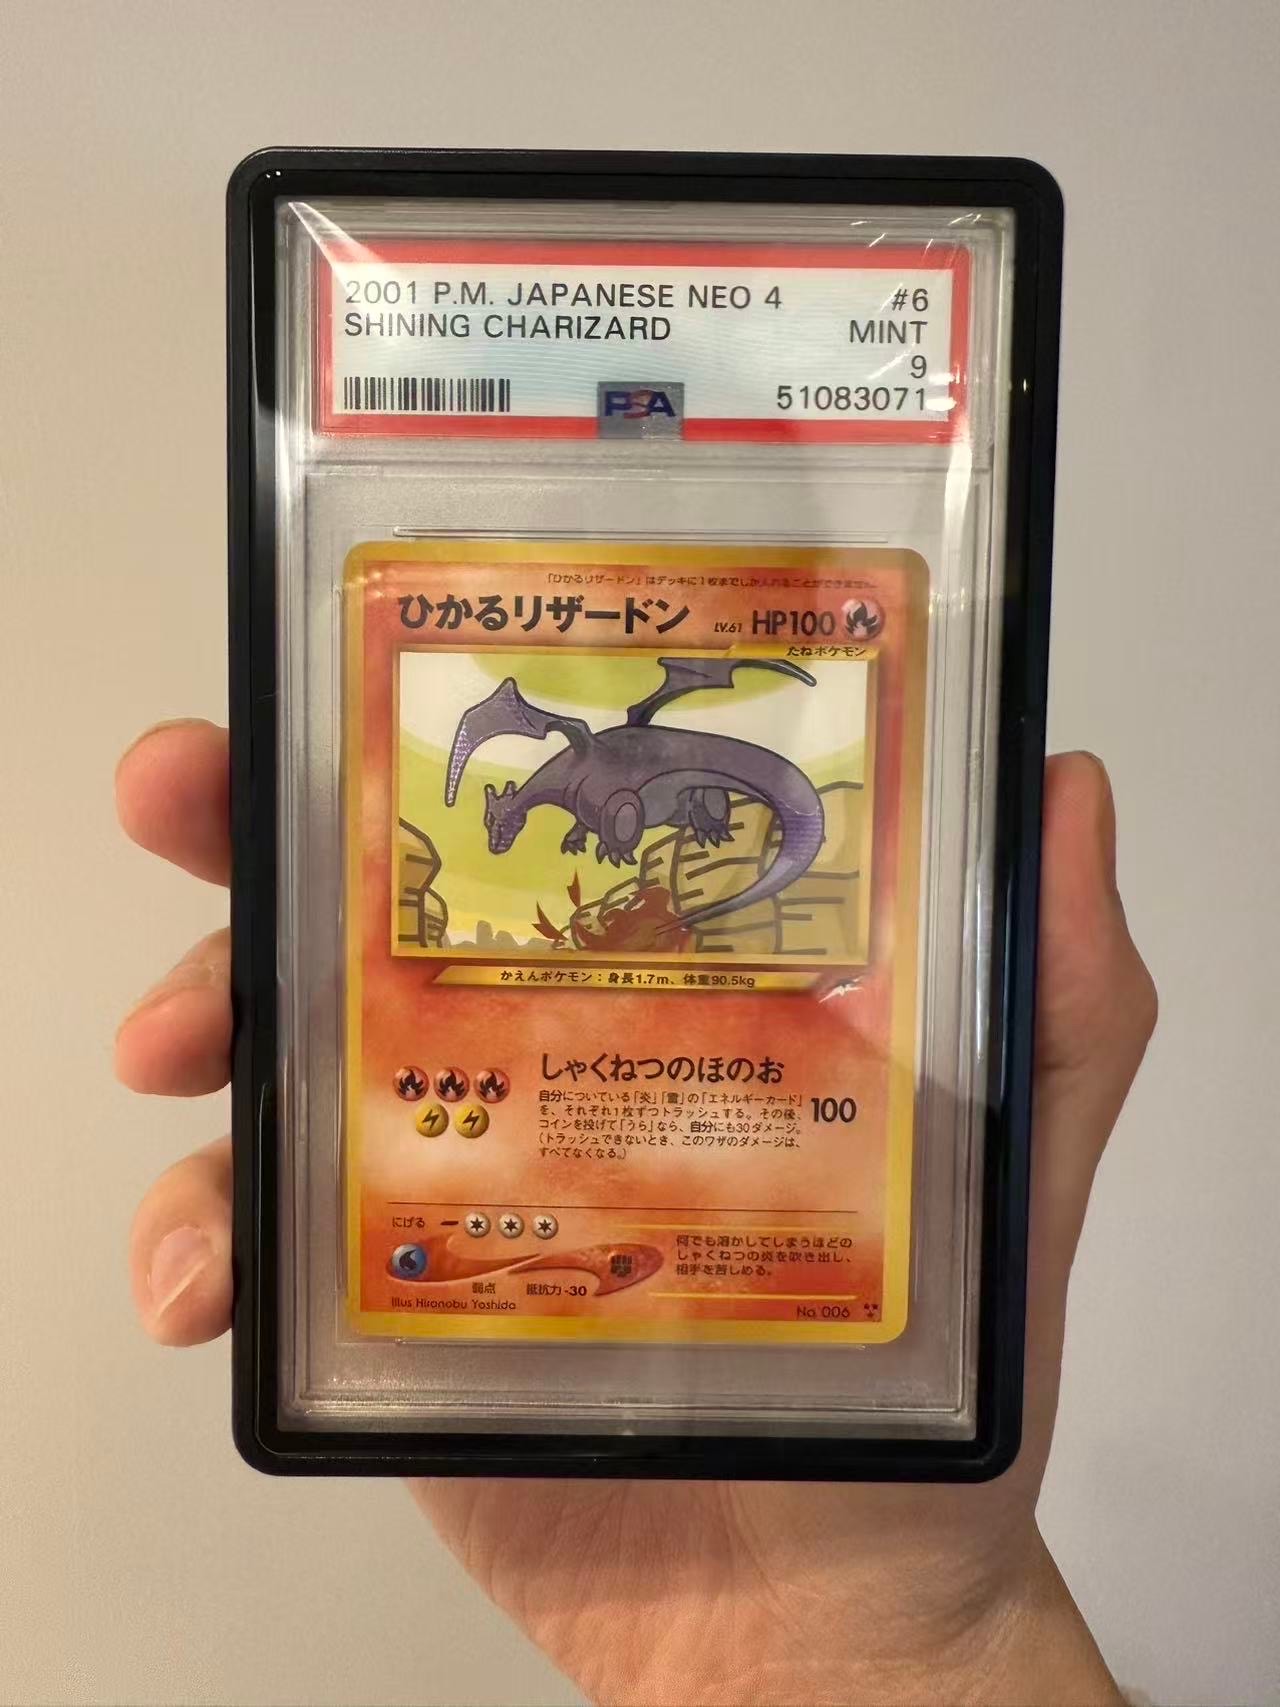 2001 P.M. JAPANESE NEO 4 #6
SHINING CHARIZARD MINT
9
PSA 51083071
「ひかるリザードン」はデッキに1枚までしか入れることができません。
ひかるリザードン LV.61 HP100
たねポケモン
かえんポケモン：身長1.7m、体重90.5kg
しゃくねつのほのお
自分についている「炎」「雷」の「エネルギーカード」
を、それぞれ1枚ずつトラッシュする。その後、
コインを投げて「うら」なら、自分にも30ダメージ。
（トラッシュできないとき、このワザのダメージは、
すべてなくなる。）
100
にげる
何でも溶かしてしまうほどの
しゃくねつの炎を吹き出し、
相手を苦しめる。
弱点 抵抗力 -30
Illus Hironobu Yoshida
No. 006